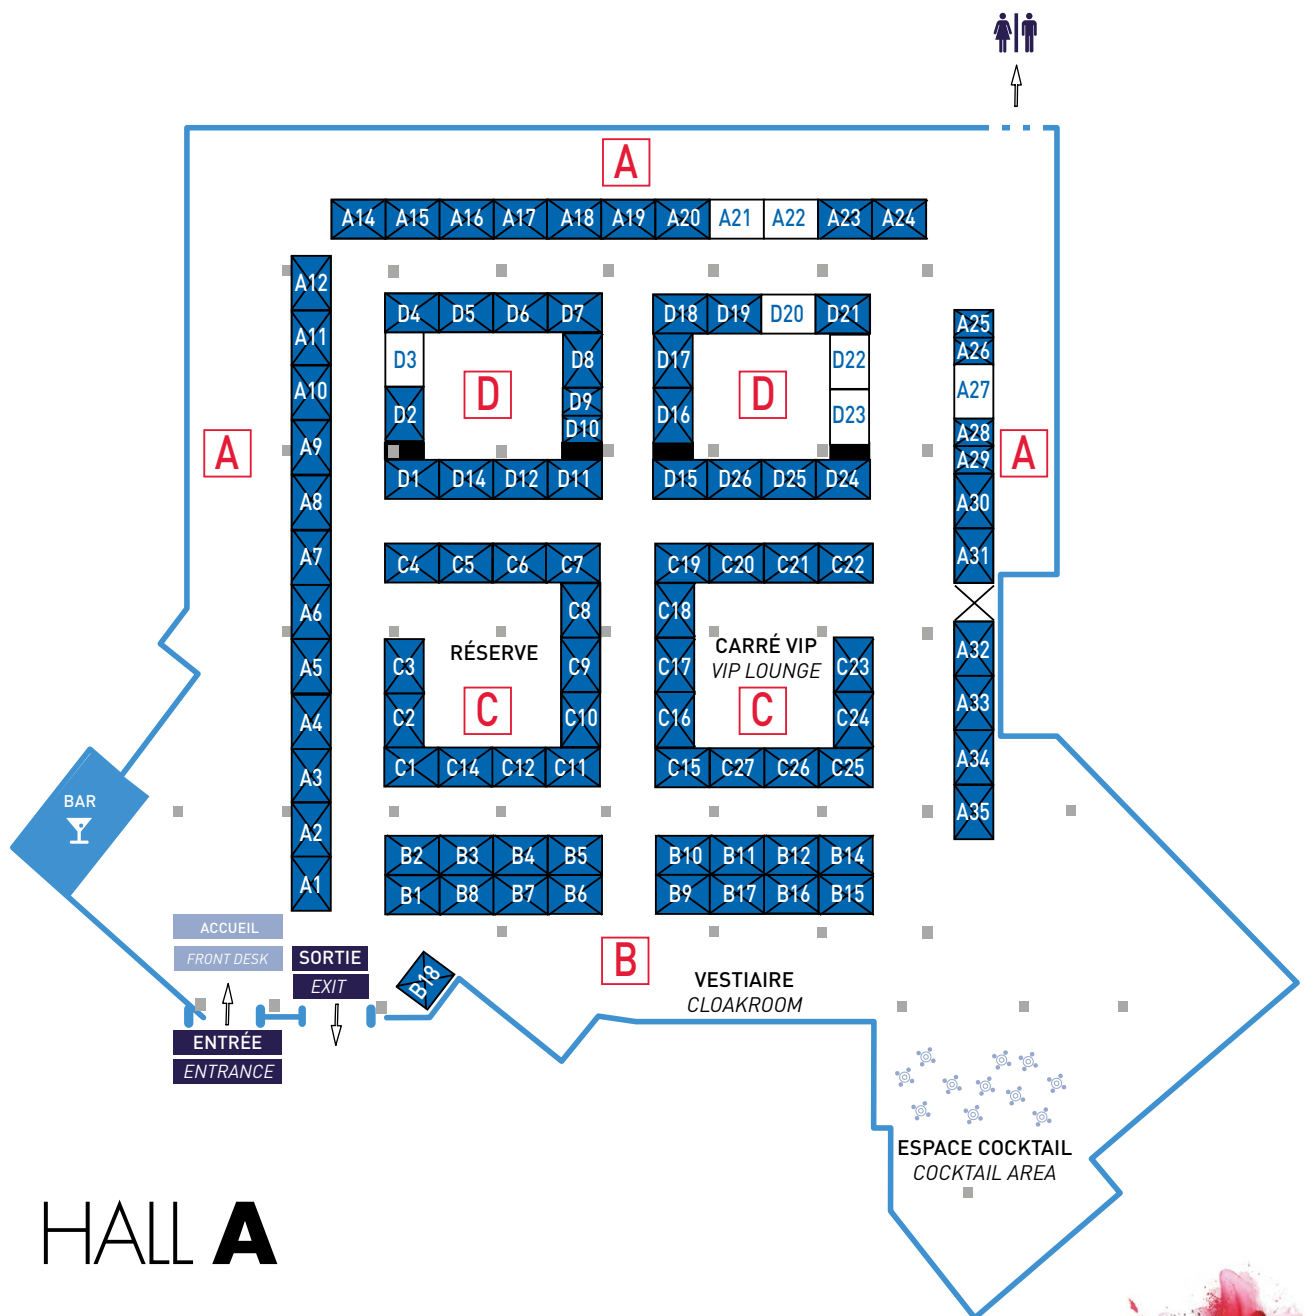 A
A14 A15 A16 A17 A18 A19 A20 A21 A22 A23 A24
A12
A11
A10
A9
A8
A7
A6
A5
A4
A3
A2
A1
A
D4 D5 D6 D7
D3 D8
D2 D9
D10
D
D1 D14 D12 D11
D18 D19 D20 D21
D17 D22
D16 D23
D
D15 D26 D25 D24
A25
A26
A27
A28
A29
A30
A31
A32
A33
A34
A35
A
C4 C5 C6 C7
C8
C3 C9
C2 C10
RÉSERVE
C
C1 C14 C12 C11
C19 C20 C21 C22
C18
C17 C23
C16 C24
CARRÉ VIP
VIP LOUNGE
C
C15 C27 C26 C25
BAR
B2 B3 B4 B5
B1 B8 B7 B6
B10 B11 B12 B14
B9 B17 B16 B15
B
B18
ACCUEIL
FRONT DESK
SORTIE
EXIT
ENTRÉE
ENTRANCE
VESTIAIRE
CLOAKROOM
ESPACE COCKTAIL
COCKTAIL AREA
HALL A